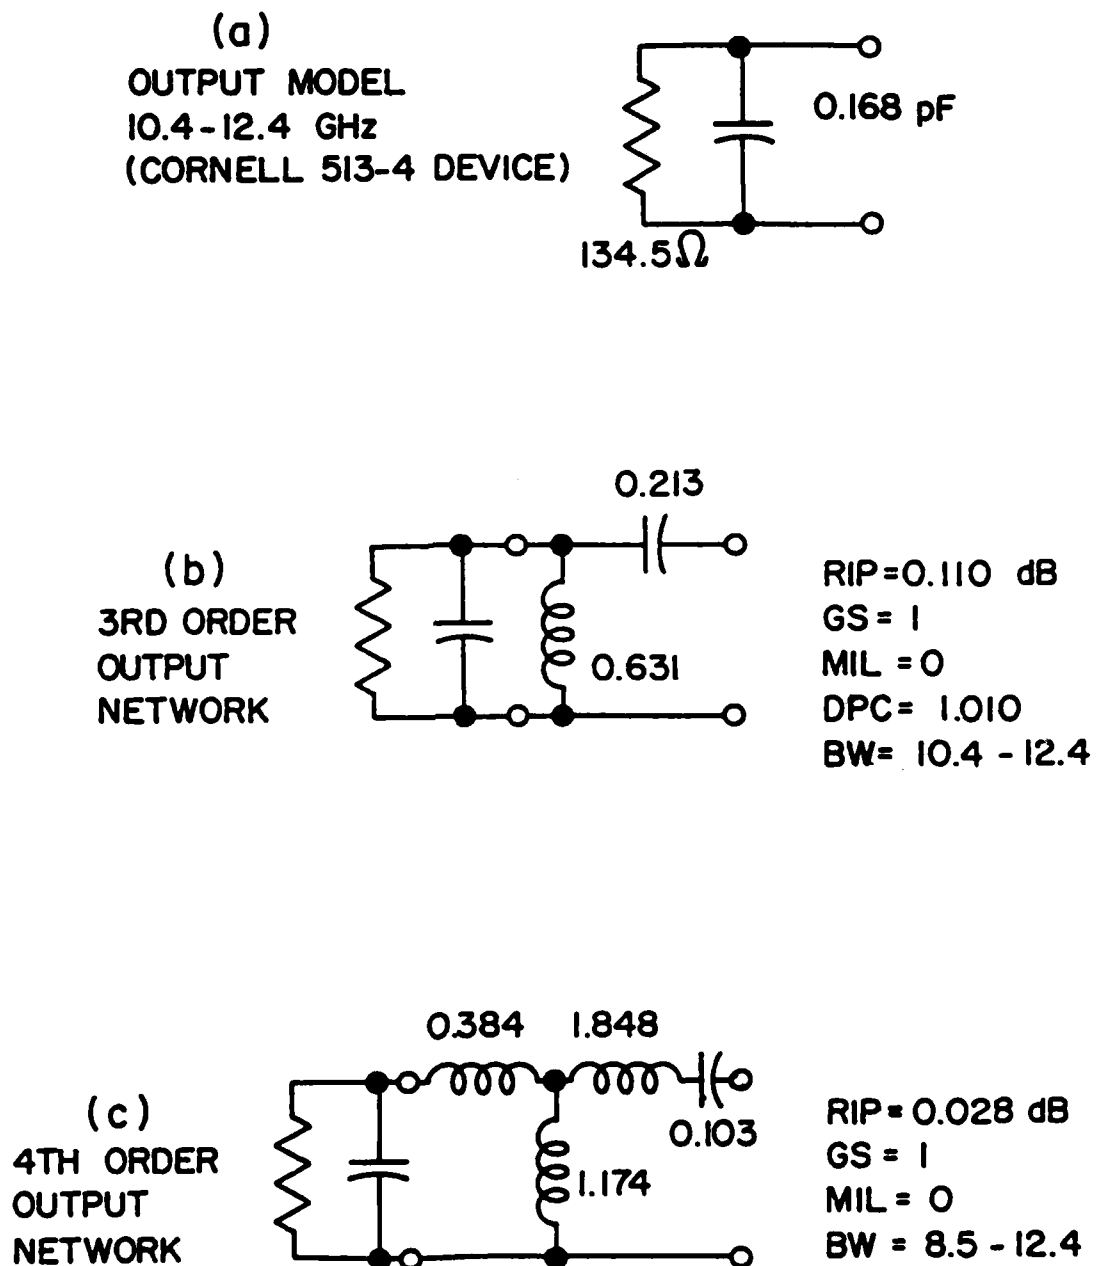 (a)
OUTPUT MODEL
10.4-12.4 GHz
(CORNELL 513-4 DEVICE)
0.168 pF
134.5Ω
(b)
3RD ORDER
OUTPUT
NETWORK
0.213
0.631
RIP=0.110 dB
GS = 1
MIL = 0
DPC= 1.010
BW= 10.4 - 12.4
(c)
4TH ORDER
OUTPUT
NETWORK
0.384 1.848
0.103
1.174
RIP= 0.028 dB
GS = 1
MIL = 0
BW = 8.5 - 12.4